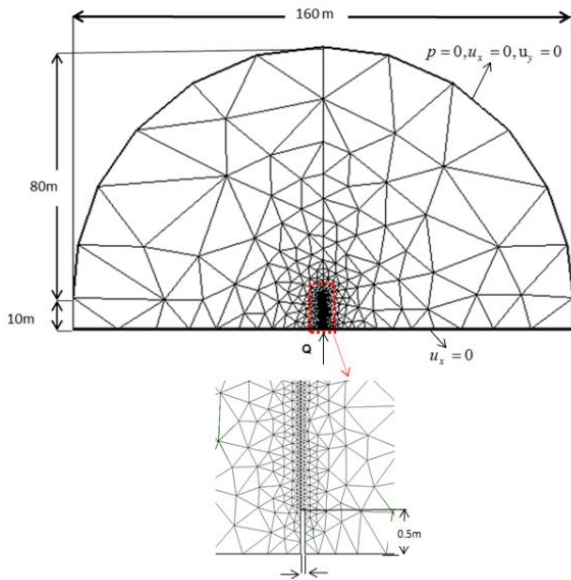 160 m
p = 0, u_x = 0, u_y = 0
80m
10m
Q
u_x = 0
0.5m